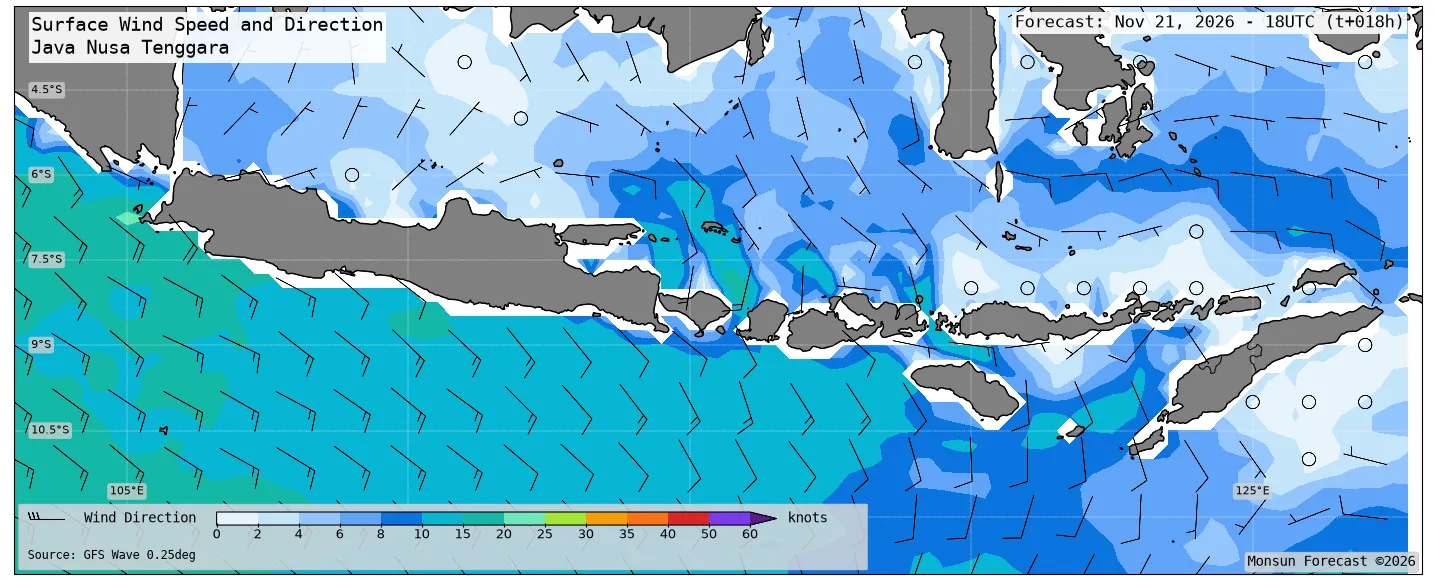 Surface Wind Speed and Direction
Java Nusa Tenggara
Forecast: Nov 21, 2026 - 18UTC (t+018h)
4.5°S
6°S
7.5°S
9°S
10.5°S
105°E
125°E
Wind Direction
0 2 4 6 8 10 15 20 25 30 35 40 50 60
knots
Source: GFS Wave 0.25deg
Monsun Forecast ©2026